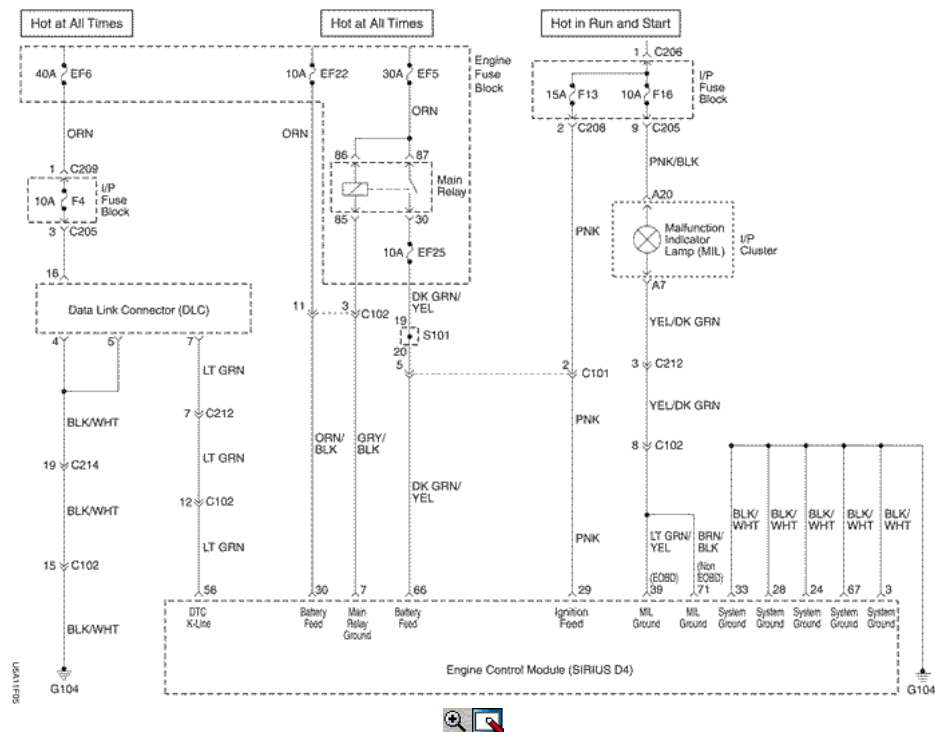 Hot at All Times
Hot at All Times
Hot in Run and Start
1 C206
40A EF6
10A EF22
30A EF5
Engine
Fuse
Block
15A F13
10A F16
I/P
Fuse
Block
ORN
2 C208
9 C205
ORN
ORN
PNK/BLK
1 C209
86
87
10A F4
I/P
Fuse
Block
Main
Relay
A20
3 C205
85
30
PNK
Malfunction
Indicator
Lamp (MIL)
I/P
Cluster
10A EF25
16
A7
DK GRN/
YEL
Data Link Connector (DLC)
11
3
C102
19
S101
YEL/DK GRN
4
5
7
20
5
2
C101
3 C212
LT GRN
YEL/DK GRN
7 C212
BLK/WHT
PNK
ORN/
BLK
GRY/
BLK
8 C102
LT GRN
19 C214
DK GRN/
YEL
12 C102
BLK/WHT
BLK/
WHT
BLK/
WHT
BLK/
WHT
BLK/
WHT
BLK/
WHT
LT GRN
PNK
LT GRN/
YEL
BRN/
BLK
15 C102
(EOBD)
(Non
EOBD)
56
30
7
66
29
39
71
33
28
24
67
3
BLK/WHT
DTC
K-Line
Battery
Feed
Main
Relay
Ground
Battery
Feed
Ignition
Feed
MIL
Ground
MIL
Ground
System
Ground
System
Ground
System
Ground
System
Ground
System
Ground
Engine Control Module (SIRIUS D4)
G104
G104
USA11F05